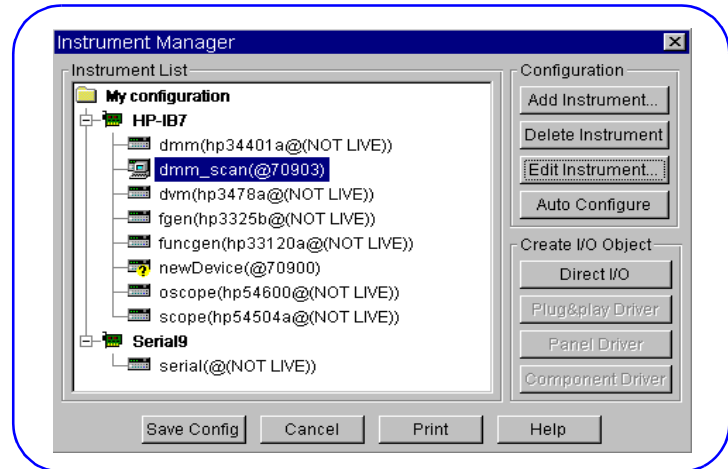 Instrument Manager
Instrument List
My configuration
HP-IB7
dmm(hp34401a@(NOT LIVE))
dmm_scan(@70903)
dvm(hp3478a@(NOT LIVE))
fgen(hp3325b@(NOT LIVE))
funcgen(hp33120a@(NOT LIVE))
newDevice(@70900)
oscope(hp54600@(NOT LIVE))
scope(hp54504a@(NOT LIVE))
Serial9
serial(@(NOT LIVE))
Configuration
Add Instrument...
Delete Instrument
Edit Instrument...
Auto Configure
Create I/O Object
Direct I/O
Plug&play Driver
Panel Driver
Component Driver
Save Config
Cancel
Print
Help